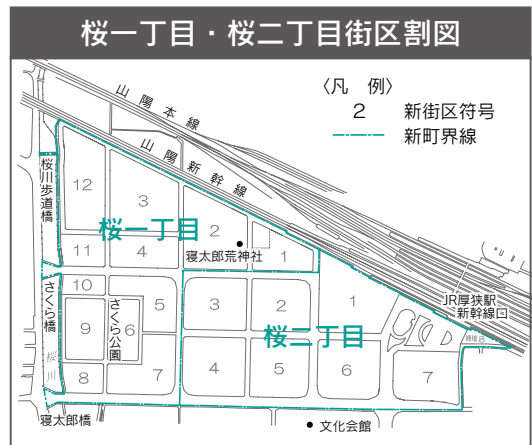 桜一丁目・桜二丁目街区割図
〈凡　例〉
2　新街区符号
新町界線
山陽本線
山陽新幹線
桜川歩道橋
12
3
桜一丁目
2
寝太郎荒神社
1
11
4
さくら橋
10
5
さくら公園
9
6
桜川
8
7
寝太郎橋
3
2
1
桜二丁目
4
5
6
7
8
JR厚狭駅
新幹線口
文化会館